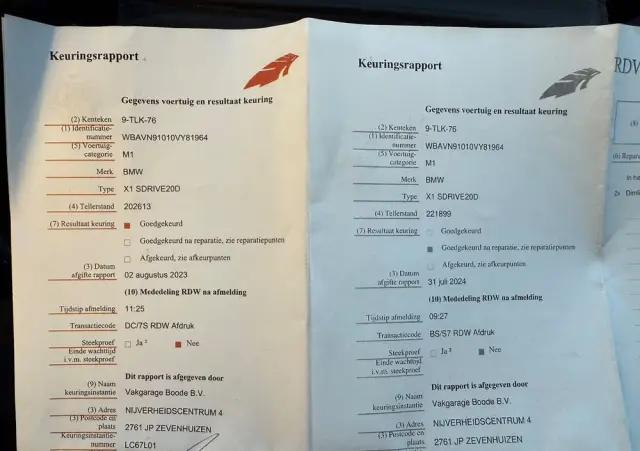 Keuringsrapport
Gegevens voertuig en resultaat keuring
(2) Kenteken 9-TLK-76
(1) Identificatie-
nummer WBAVN91010VY81964
(5) Voertuig-
categorie M1
Merk BMW
Type X1 SDRIVE20D
(4) Tellerstand 202613
(7) Resultaat keuring Goedgekeurd
Goedgekeurd na reparatie, zie reparatiepunten
Afgekeurd, zie afkeurpunten
(3) Datum
afgifte rapport 02 augustus 2023
(10) Mededeling RDW na afmelding
Tijdstip afmelding 11:25
Transactiecode DC/7S RDW Afdruk
Steekproef Ja ² Nee
Einde wachttijd
i.v.m. steekproef
Dit rapport is afgegeven door
(9) Naam
keuringsinstantie Vakgarage Boode B.V.
(3) Adres NIJVERHEIDSCENTRUM 4
(3) Postcode en
plaats 2761 JP ZEVENHUIZEN
Keuringsinstantie-
nummer LC67L01
Keuringsrapport
Gegevens voertuig en resultaat keuring
(2) Kenteken 9-TLK-76
(1) Identificatie-
nummer WBAVN91010VY81964
(5) Voertuig-
categorie M1
Merk BMW
Type X1 SDRIVE20D
(4) Tellerstand 221899
(7) Resultaat keuring Goedgekeurd
Goedgekeurd na reparatie, zie reparatiepunten
Afgekeurd, zie afkeurpunten
(3) Datum
afgifte rapport 31 juli 2024
(10) Mededeling RDW na afmelding
Tijdstip afmelding 09:27
Transactiecode BS/S7 RDW Afdruk
Steekproef Ja ² Nee
Einde wachttijd
i.v.m. steekproef
Dit rapport is afgegeven door
(9) Naam
keuringsinstantie Vakgarage Boode B.V.
(3) Adres NIJVERHEIDSCENTRUM 4
(3) Postcode en
plaats 2761 JP ZEVENHUIZEN
RDW
(8)
(6) Repara
in he
2x